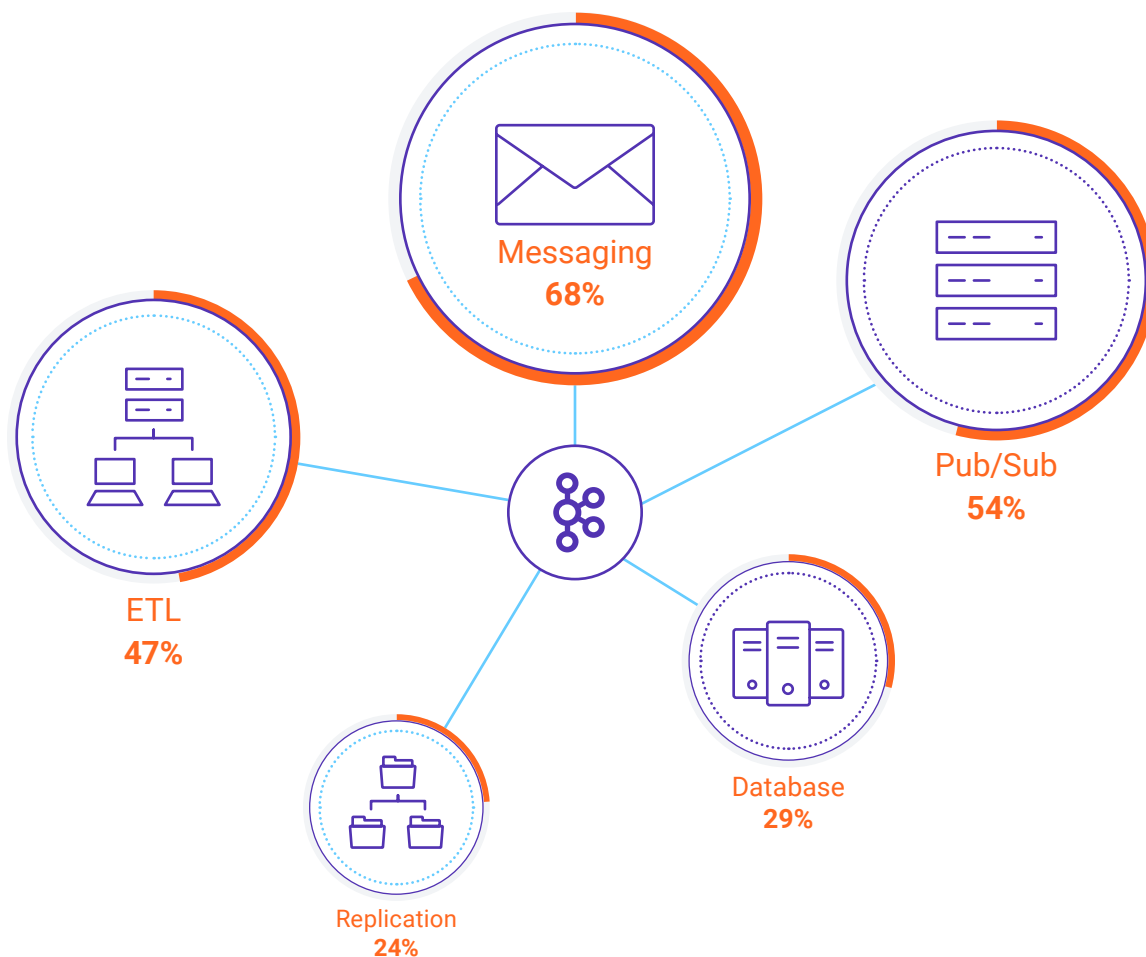 Messaging
68%
Pub/Sub
54%
ETL
47%
Database
29%
Replication
24%